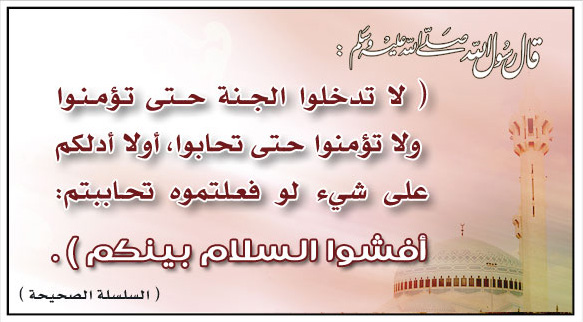 قال رسول الله صلى الله عليه وسلم :
( لا تدخلوا الجنة حتى تؤمنوا
ولا تؤمنوا حتى تحابوا، أولا أدلكم
على شيء لو فعلتموه تحاببتم:
أفشوا السلام بينكم ) .
( السلسلة الصحيحة )